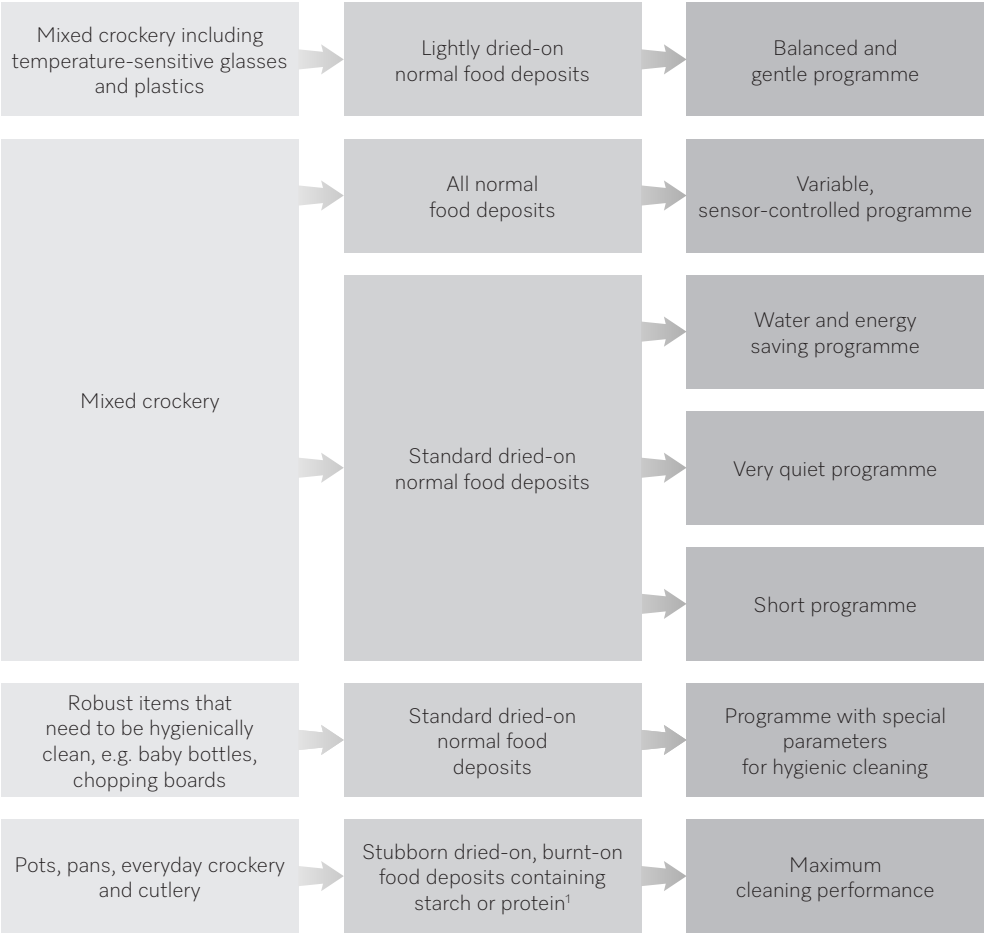 Mixed crockery including
temperature-sensitive glasses
and plastics
Lightly dried-on
normal food deposits
Balanced and
gentle programme
Mixed crockery
All normal
food deposits
Variable,
sensor-controlled programme
Standard dried-on
normal food deposits
Water and energy
saving programme
Very quiet programme
Short programme
Robust items that
need to be hygienically
clean, e.g. baby bottles,
chopping boards
Standard dried-on
normal food
deposits
Programme with special
parameters
for hygienic cleaning
Pots, pans, everyday crockery
and cutlery
Stubborn dried-on, burnt-on
food deposits containing
starch or protein¹
Maximum
cleaning performance